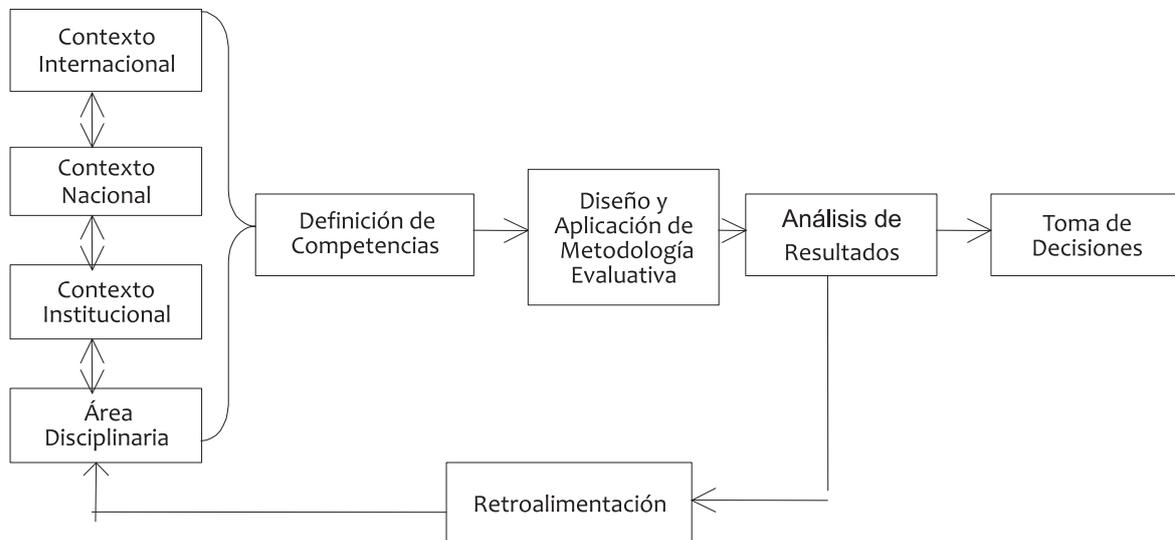 Contexto
Internacional
Contexto
Nacional
Contexto
Institucional
Área
Disciplinaria
Definición de
Competencias
Diseño y
Aplicación de
Metodología
Evaluativa
Análisis de
Resultados
Toma de
Decisiones
Retroalimentación